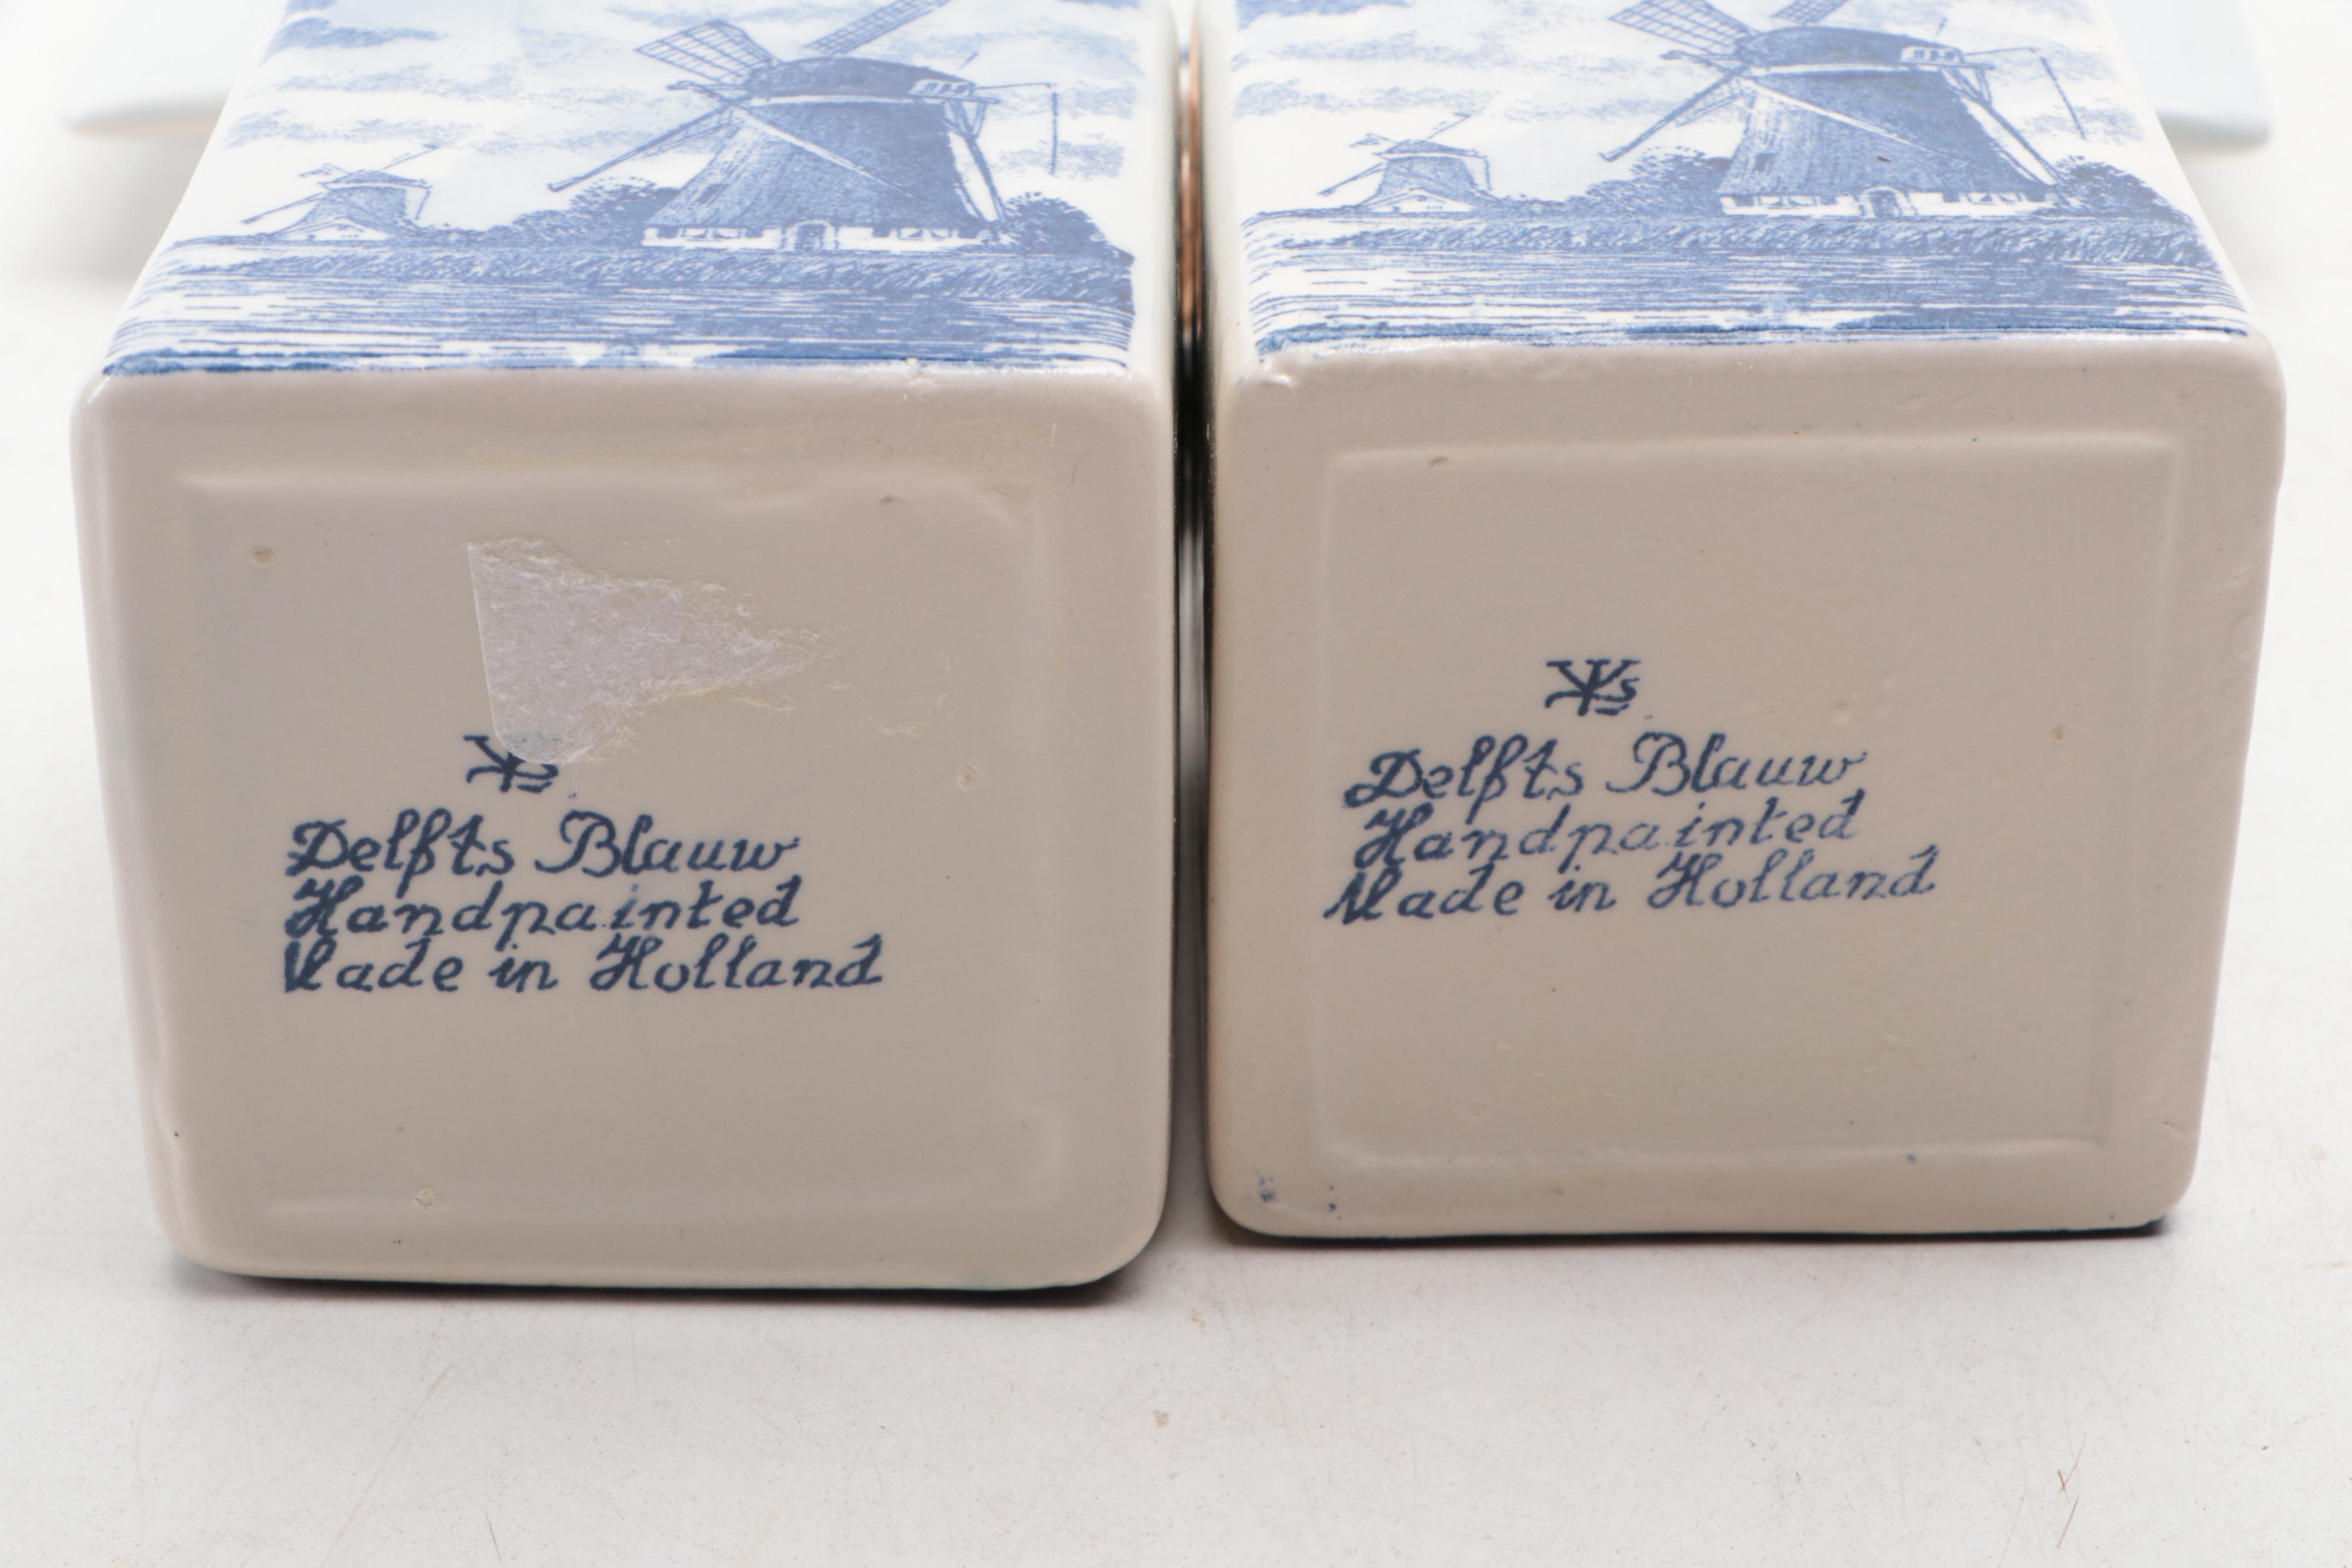 Delfts Blauw
Handpainted
Made in Holland
Delfts Blauw
Handpainted
Made in Holland